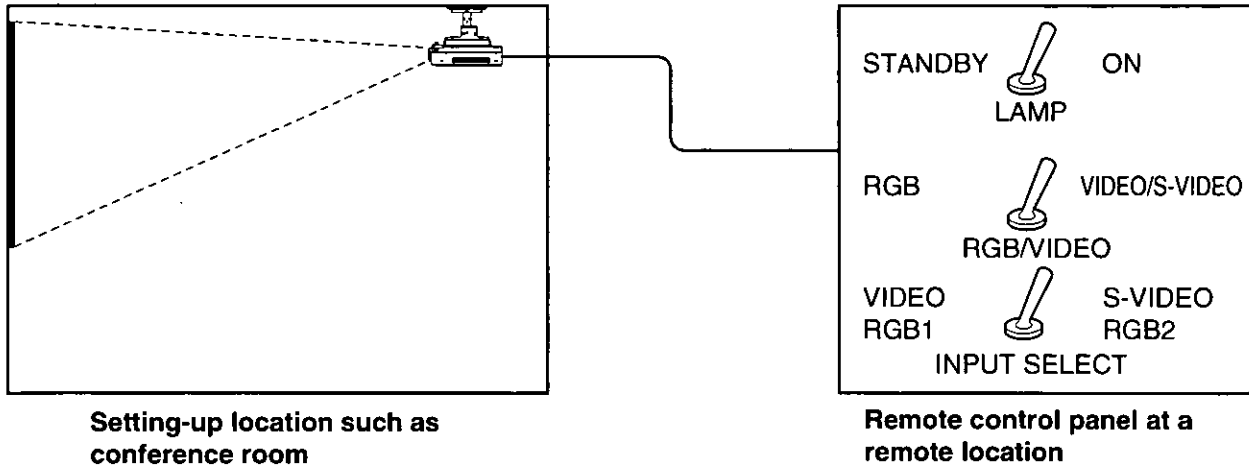 STANDBY ON
LAMP
RGB VIDEO/S-VIDEO
RGB/VIDEO
VIDEO S-VIDEO
RGB1 RGB2
INPUT SELECT
Setting-up location such as
conference room
Remote control panel at a
remote location